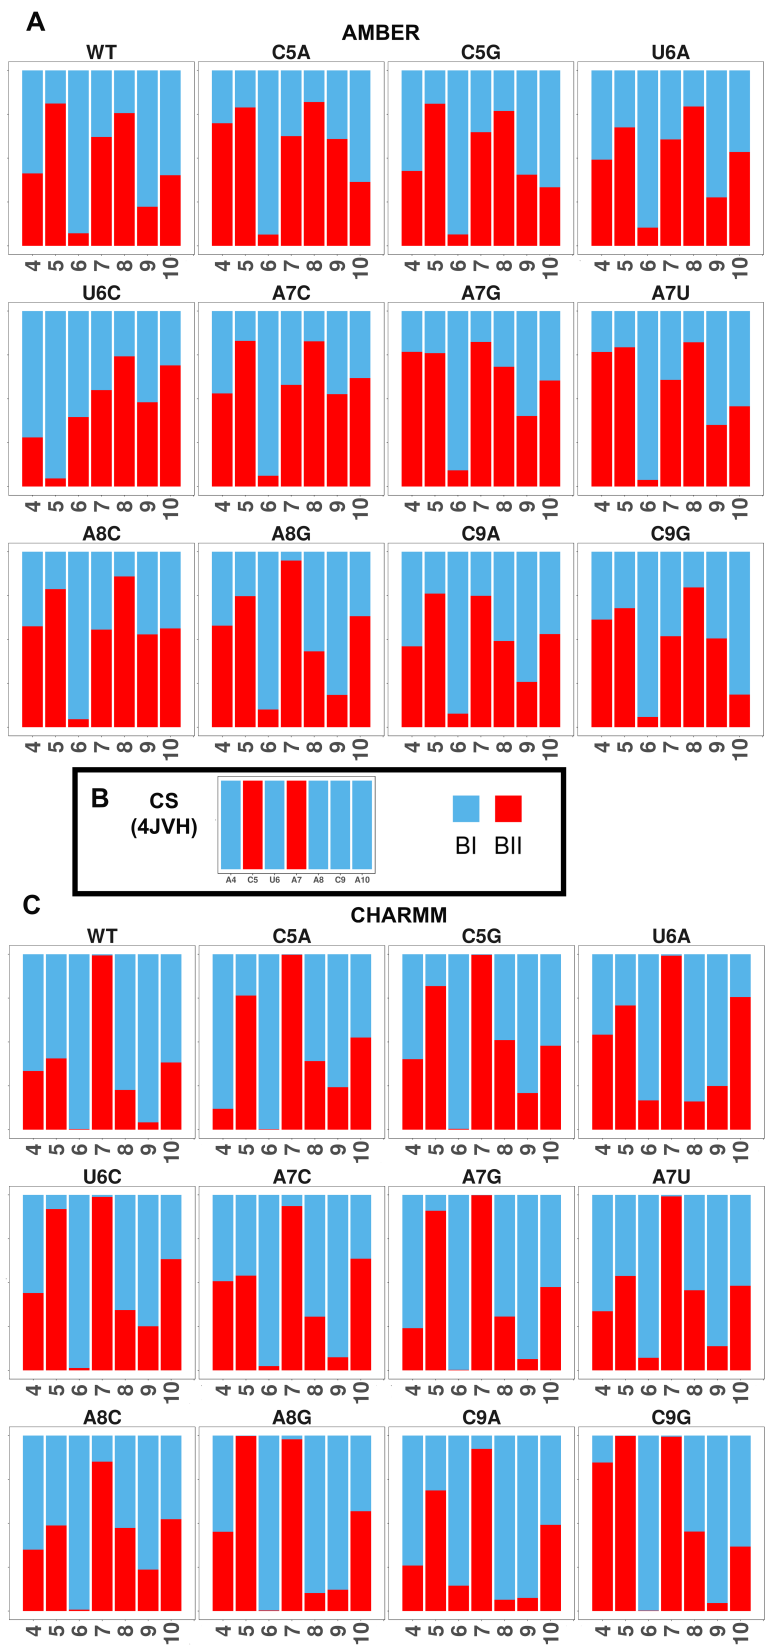 A
AMBER
WT C5A C5G U6A
4 5 6 7 8 9 10 4 5 6 7 8 9 10 4 5 6 7 8 9 10 4 5 6 7 8 9 10
U6C A7C A7G A7U
4 5 6 7 8 9 10 4 5 6 7 8 9 10 4 5 6 7 8 9 10 4 5 6 7 8 9 10
A8C A8G C9A C9G
4 5 6 7 8 9 10 4 5 6 7 8 9 10 4 5 6 7 8 9 10 4 5 6 7 8 9 10
B
CS
(4JVH)
A4 C5 U6 A7 A8 C9 A10
BI BII
C
CHARMM
WT C5A C5G U6A
4 5 6 7 8 9 10 4 5 6 7 8 9 10 4 5 6 7 8 9 10 4 5 6 7 8 9 10
U6C A7C A7G A7U
4 5 6 7 8 9 10 4 5 6 7 8 9 10 4 5 6 7 8 9 10 4 5 6 7 8 9 10
A8C A8G C9A C9G
4 5 6 7 8 9 10 4 5 6 7 8 9 10 4 5 6 7 8 9 10 4 5 6 7 8 9 10